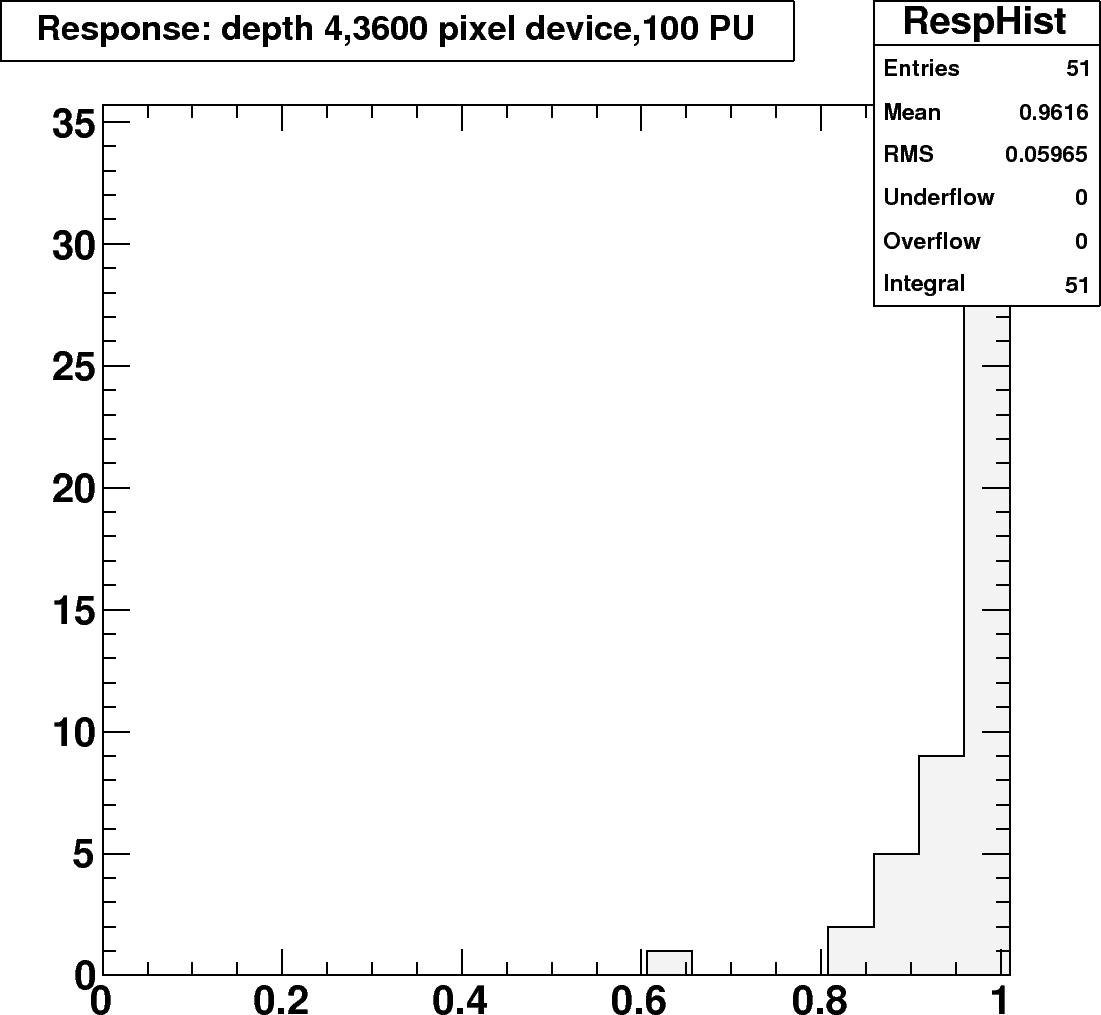 Response: depth 4,3600 pixel device,100 PU
RespHist
Entries 51
Mean 0.9616
RMS 0.05965
Underflow 0
Overflow 0
Integral 51
35
30
25
20
15
10
5
0
0 0.2 0.4 0.6 0.8 1